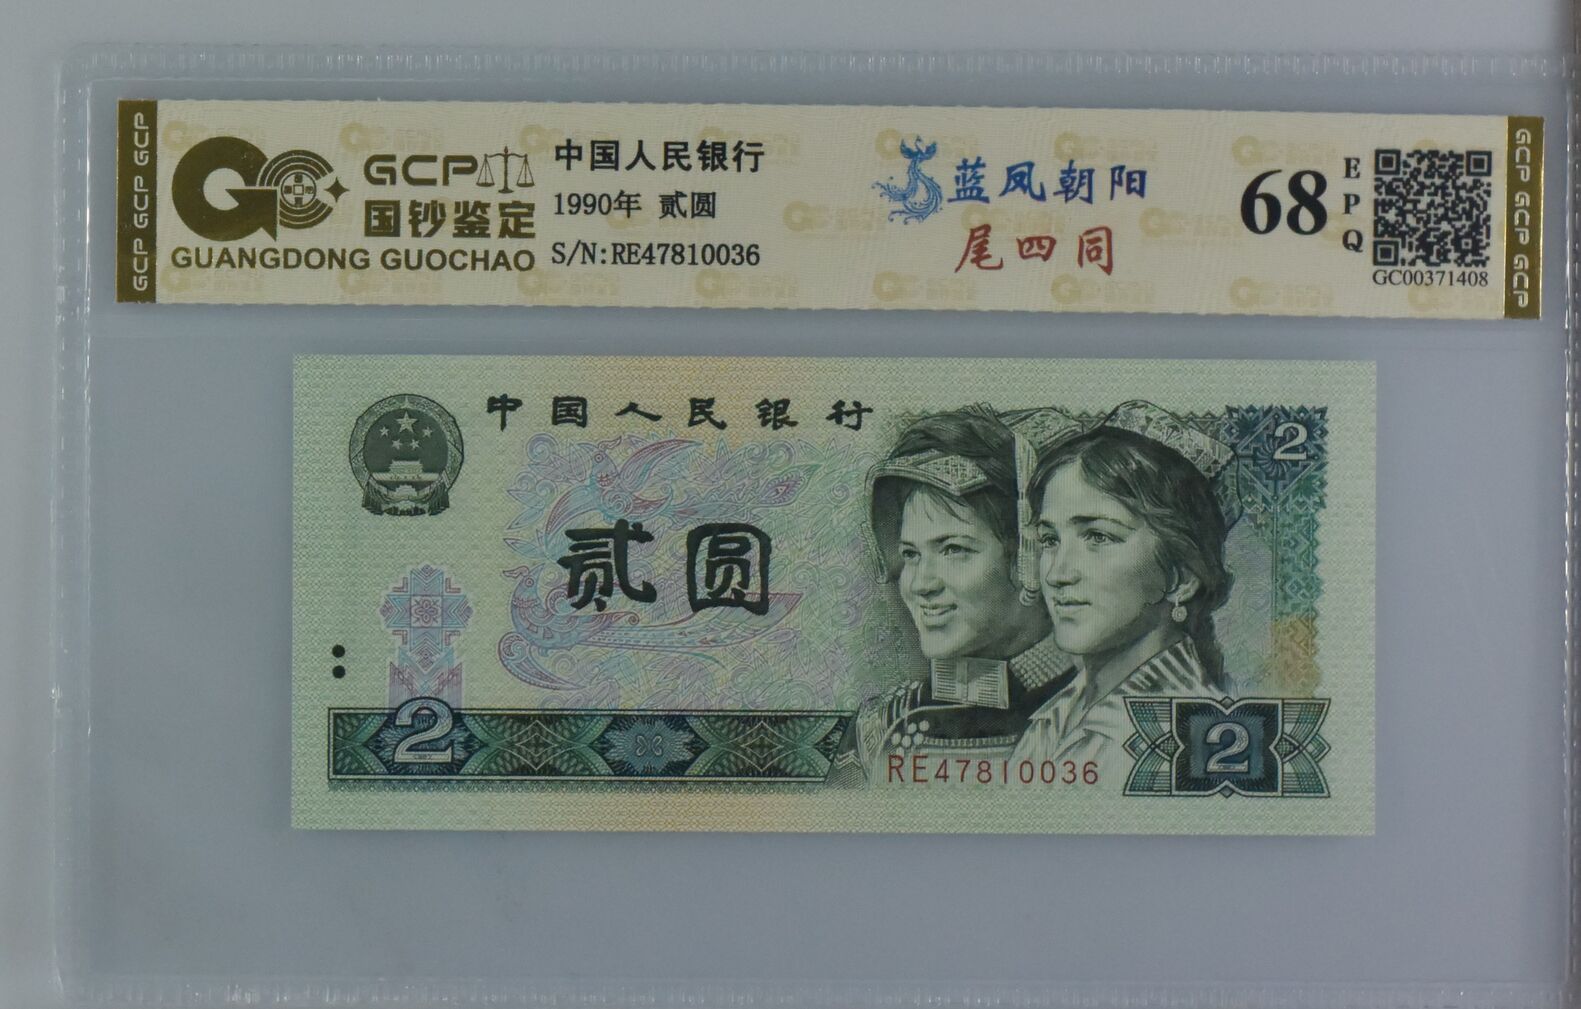 GCP GCP GCP
GCP
国钞鉴定
GUANGDONG GUOCHAO
中国人民银行
1990年 贰圆
S/N:RE47810036
蓝凤朝阳
尾四同
68
EPQ
GC00371408
GCP GCP GCP
中国人民银行
2
贰圆
2
RE47810036
2